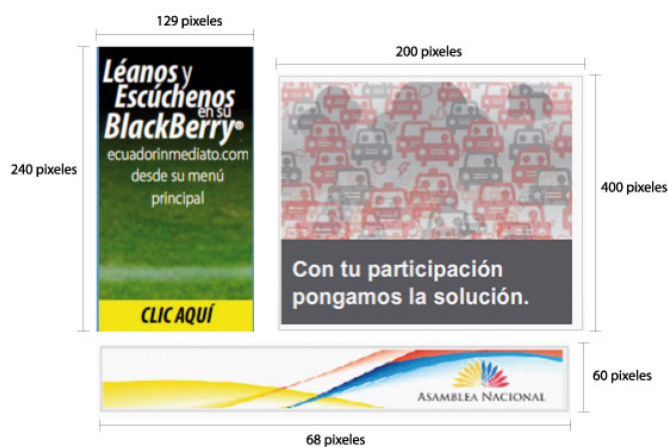 129 pixeles
200 pixeles
240 pixeles
Léanos y
Escúchenos
en su
BlackBerry®
ecuadorinmediato.com
desde su menú
principal
CLIC AQUÍ
400 pixeles
Con tu participación
pongamos la solución.
ASAMBLEA NACIONAL
60 pixeles
68 pixeles